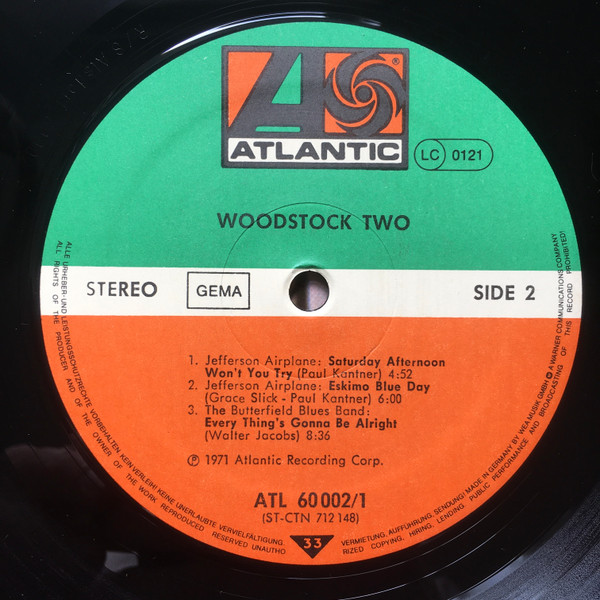 ATLANTIC
®
LC 0121
WOODSTOCK TWO
STEREO
GEMA
SIDE 2
1. Jefferson Airplane: Saturday Afternoon
Won't You Try (Paul Kantner) 4:52
2. Jefferson Airplane: Eskimo Blue Day
(Grace Slick - Paul Kantner) 6:00
3. The Butterfield Blues Band:
Every Thing's Gonna Be Alright
(Walter Jacobs) 8:36
℗ 1971 Atlantic Recording Corp.
ATL 60 002/1
(ST-CTN 712 148)
33
ALLE URHEBER- UND LEISTUNGSSCHUTZRECHTE VORBEHALTEN. KEIN VERLEIH! KEINE UNERLAUBTE VERVIELFÄLTIGUNG,
VERMIETUNG, AUFFÜHRUNG, SENDUNG! MADE IN GERMANY BY WEA MUSIK GMBH · A WARNER COMMUNICATIONS COMPANY
ALL RIGHTS OF THE PRODUCER AND OF THE OWNER OF THE WORK REPRODUCED RESERVED UNAUTHO
RIZED COPYING, HIRING, LENDING PUBLIC PERFORMANCE AND BROADCASTING OF THIS RECORD PROHIBITED!